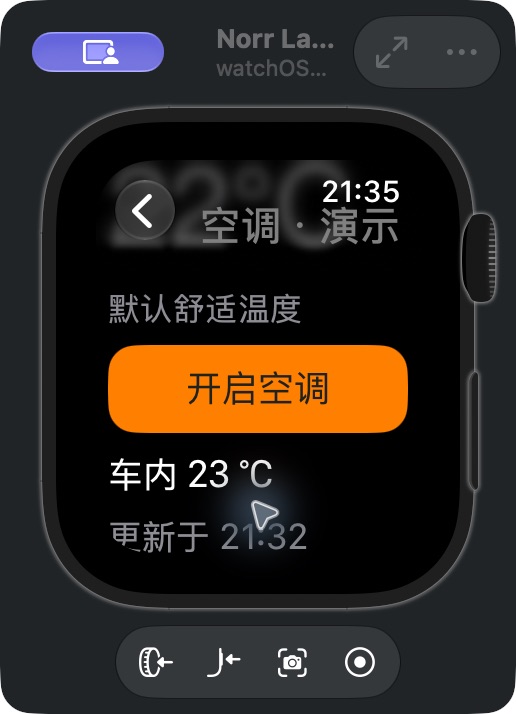 Norr La...
watchOS...
22°C
21:35
空调 · 演示
默认舒适温度
开启空调
车内 23 °C
更新于 21:32